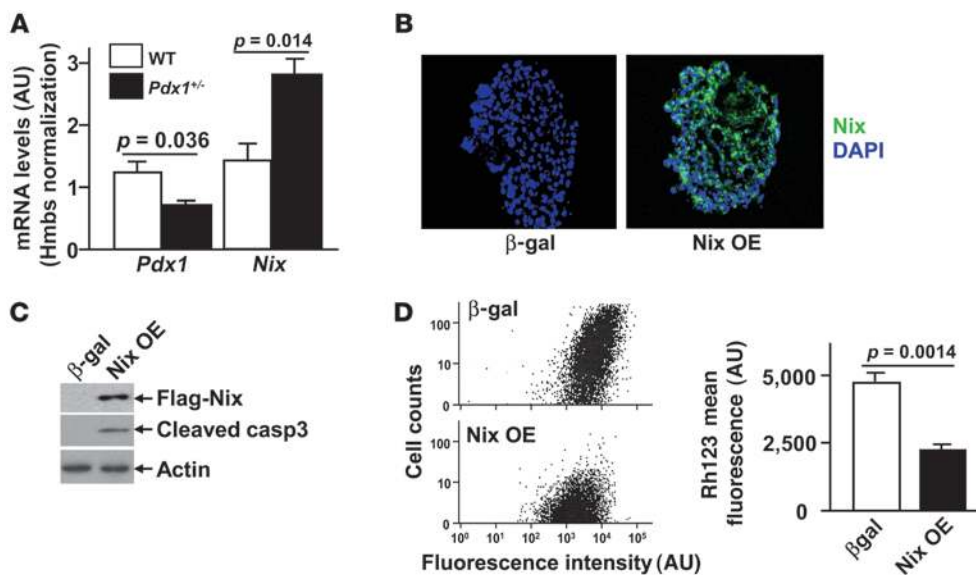 A
mRNA levels (AU)
(Hmbs normalization)
3
2
1
0
WT
Pdx1+/-
p = 0.036
p = 0.014
Pdx1
Nix
B
β-gal
Nix OE
Nix
DAPI
C
β-gal
Nix OE
Flag-Nix
Cleaved casp3
Actin
D
Cell counts
β-gal
100
10
0
Nix OE
100
10
0
10⁰ 10¹ 10² 10³ 10⁴ 10⁵
Fluorescence intensity (AU)
Rh123 mean
fluorescence (AU)
p = 0.0014
5,000
2,500
0
βgal
Nix OE